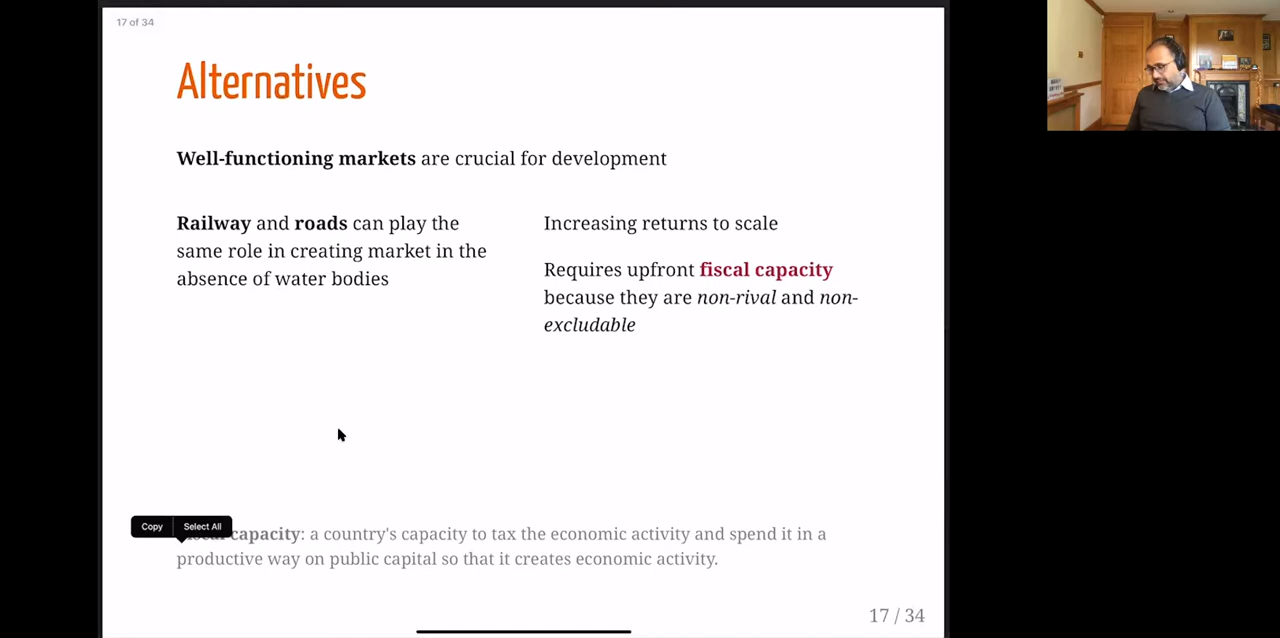 17 of 34
Alternatives
Well-functioning markets are crucial for development
Railway and roads can play the
same role in creating market in the
absence of water bodies
Increasing returns to scale
Requires upfront fiscal capacity
because they are non-rival and non-
excludable
Copy Select All
capacity: a country's capacity to tax the economic activity and spend it in a
productive way on public capital so that it creates economic activity.
17 / 34